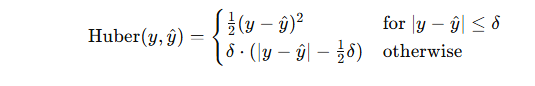 Huber(y, ŷ) = { ½(y − ŷ)² for |y − ŷ| ≤ δ
δ · (|y − ŷ| − ½δ) otherwise